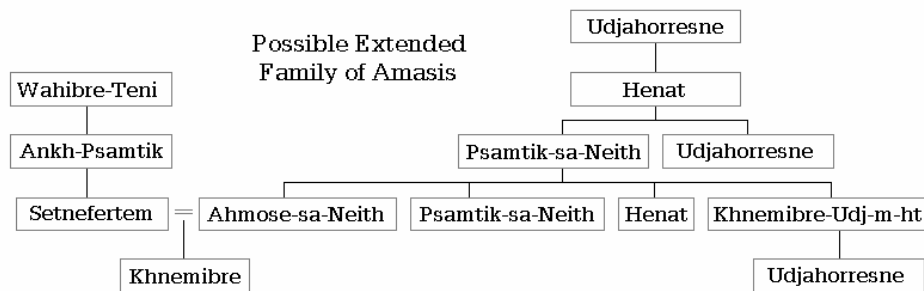 Possible Extended
Family of Amasis
Udjahorresne
Wahibre-Teni
Henat
Ankh-Psamtik
Psamtik-sa-Neith
Udjahorresne
Setnefertem
Ahmose-sa-Neith
Psamtik-sa-Neith
Henat
Khnemibre-Udj-m-ht
Khnemibre
Udjahorresne